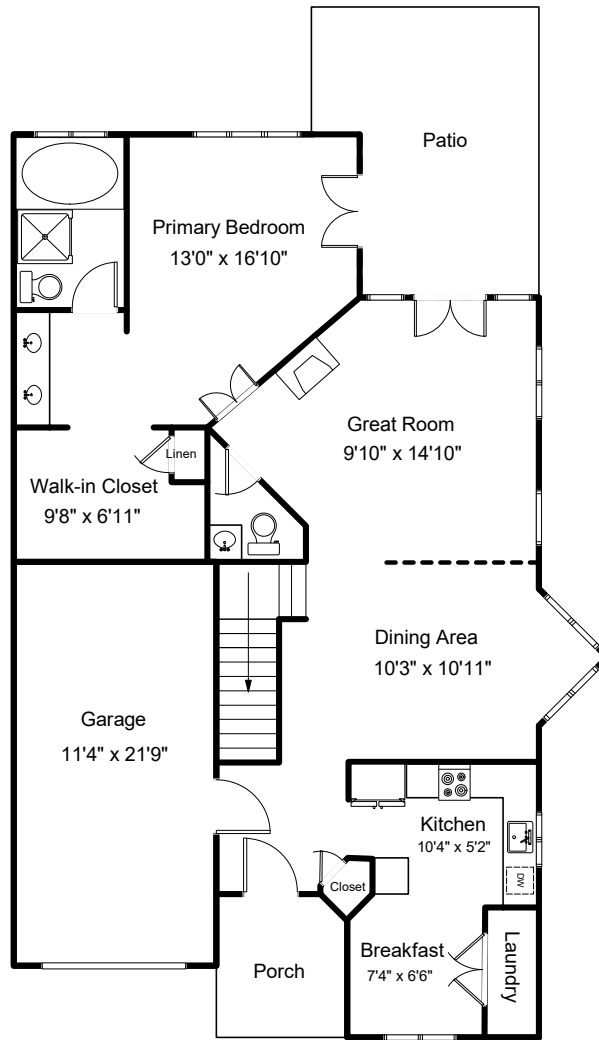 Patio
Primary Bedroom
13'0" x 16'10"
Great Room
9'10" x 14'10"
Linen
Walk-in Closet
9'8" x 6'11"
Dining Area
10'3" x 10'11"
Garage
11'4" x 21'9"
Kitchen
10'4" x 5'2"
DW
Closet
Breakfast
7'4" x 6'6"
Laundry
Porch